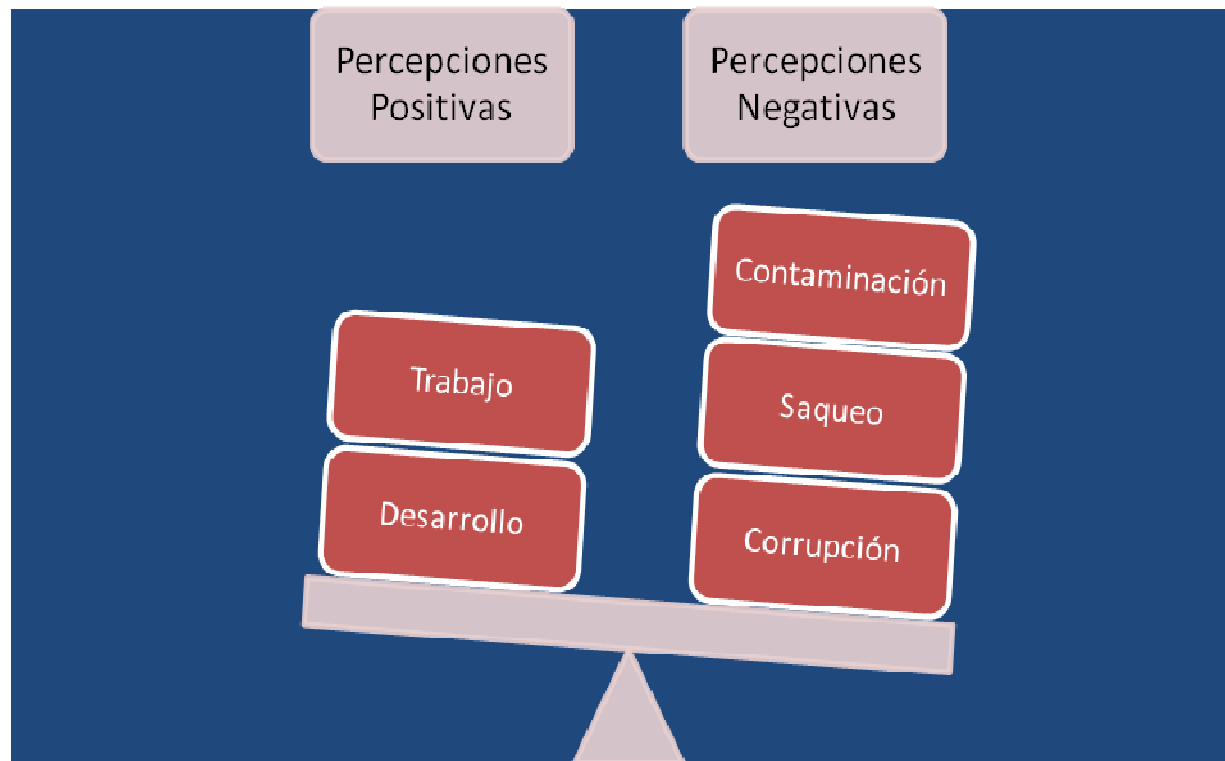 Percepciones
Positivas
Percepciones
Negativas
Contaminación
Trabajo
Saqueo
Desarrollo
Corrupción